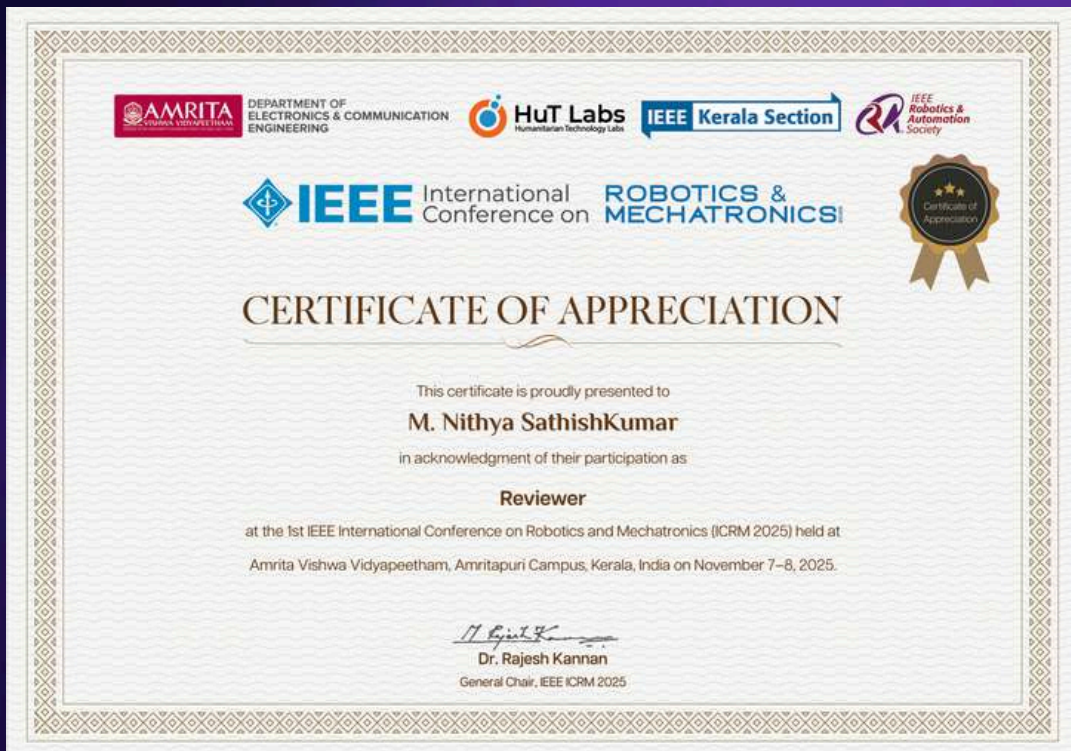 AMRITA
VISHWA VIDYAPEETHAM
DEPARTMENT OF
ELECTRONICS & COMMUNICATION
ENGINEERING
HuT Labs
Humanitarian Technology Labs
IEEE Kerala Section
IEEE
Robotics &
Automation
Society
IEEE International
Conference on
ROBOTICS &
MECHATRONICS
Certificate of
Appreciation
CERTIFICATE OF APPRECIATION
This certificate is proudly presented to
M. Nithya SathishKumar
in acknowledgment of their participation as
Reviewer
at the 1st IEEE International Conference on Robotics and Mechatronics (ICRM 2025) held at
Amrita Vishwa Vidyapeetham, Amritapuri Campus, Kerala, India on November 7–8, 2025.
Dr. Rajesh Kannan
General Chair, IEEE ICRM 2025